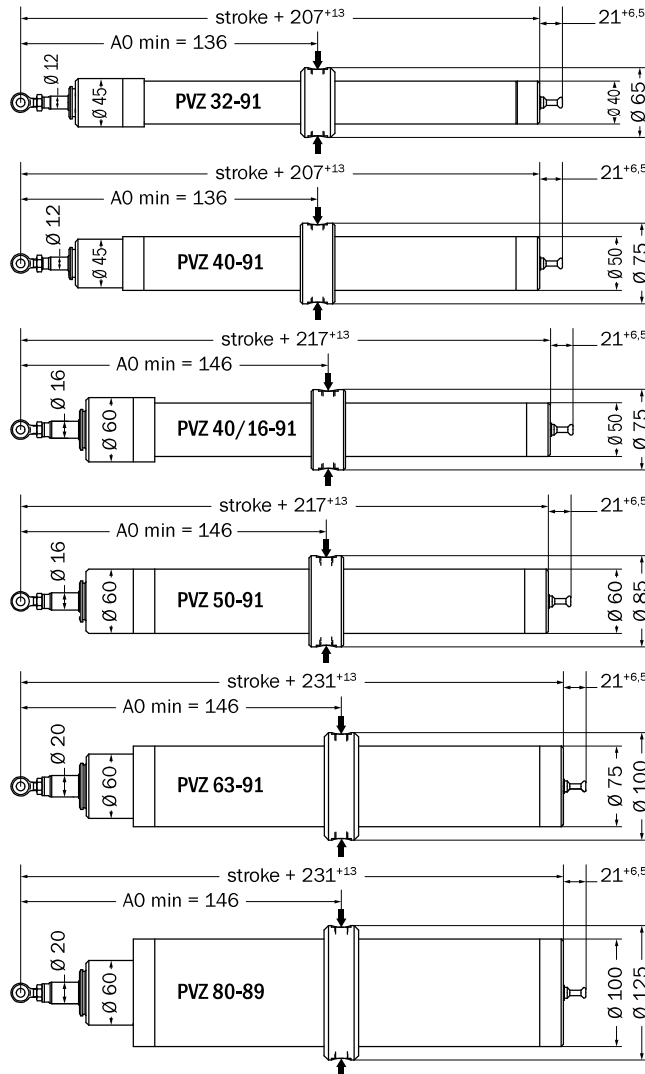 stroke + 207+13
21+6,5
A0 min = 136
Ø 12
Ø 45
PVZ 32-91
Ø 40
Ø 65
stroke + 207+13
21+6,5
A0 min = 136
Ø 12
Ø 45
PVZ 40-91
Ø 50
Ø 75
stroke + 217+13
21+6,5
A0 min = 146
Ø 16
Ø 60
PVZ 40/16-91
Ø 50
Ø 75
stroke + 217+13
21+6,5
A0 min = 146
Ø 16
Ø 60
PVZ 50-91
Ø 60
Ø 85
stroke + 231+13
21+6,5
A0 min = 146
Ø 20
Ø 60
PVZ 63-91
Ø 75
Ø 100
stroke + 231+13
21+6,5
A0 min = 146
Ø 20
Ø 60
PVZ 80-89
Ø 100
Ø 125